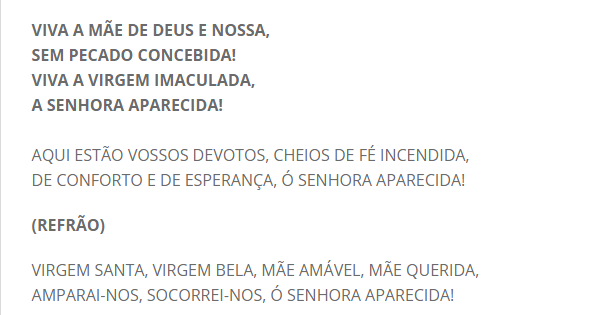 VIVA A MÃE DE DEUS E NOSSA,
SEM PECADO CONCEBIDA!
VIVA A VIRGEM IMACULADA,
A SENHORA APARECIDA!
AQUI ESTÃO VOSSOS DEVOTOS, CHEIOS DE FÉ INCENDIDA,
DE CONFORTO E DE ESPERANÇA, Ó SENHORA APARECIDA!
(REFRÃO)
VIRGEM SANTA, VIRGEM BELA, MÃE AMÁVEL, MÃE QUERIDA,
AMPARAI-NOS, SOCORREI-NOS, Ó SENHORA APARECIDA!